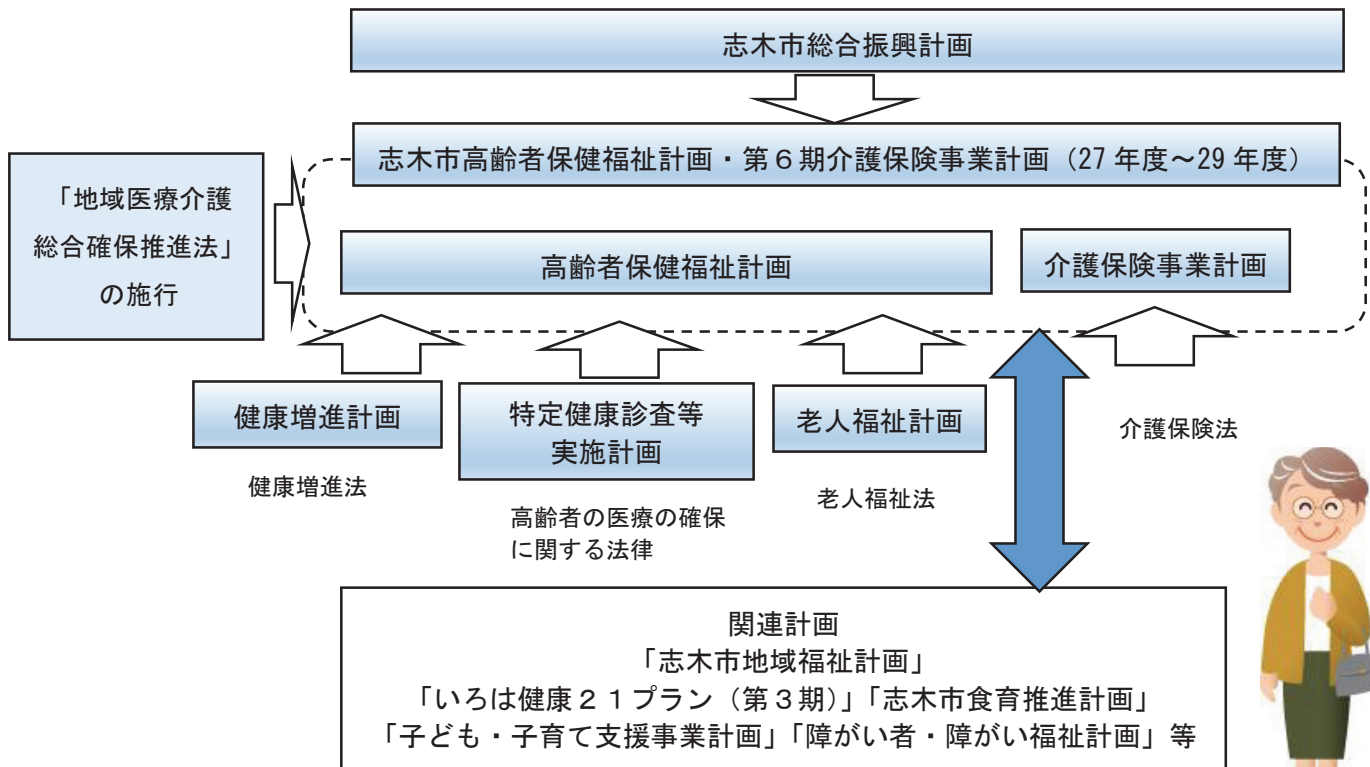 志木市総合振興計画
志木市高齢者保健福祉計画・第６期介護保険事業計画（27 年度～29 年度）
「地域医療介護
総合確保推進法」
の施行
高齢者保健福祉計画
介護保険事業計画
健康増進計画
特定健康診査等
実施計画
老人福祉計画
介護保険法
健康増進法
高齢者の医療の確保
に関する法律
老人福祉法
関連計画
「志木市地域福祉計画」
「いろは健康２１プラン（第３期）」「志木市食育推進計画」
「子ども・子育て支援事業計画」「障がい者・障がい福祉計画」等